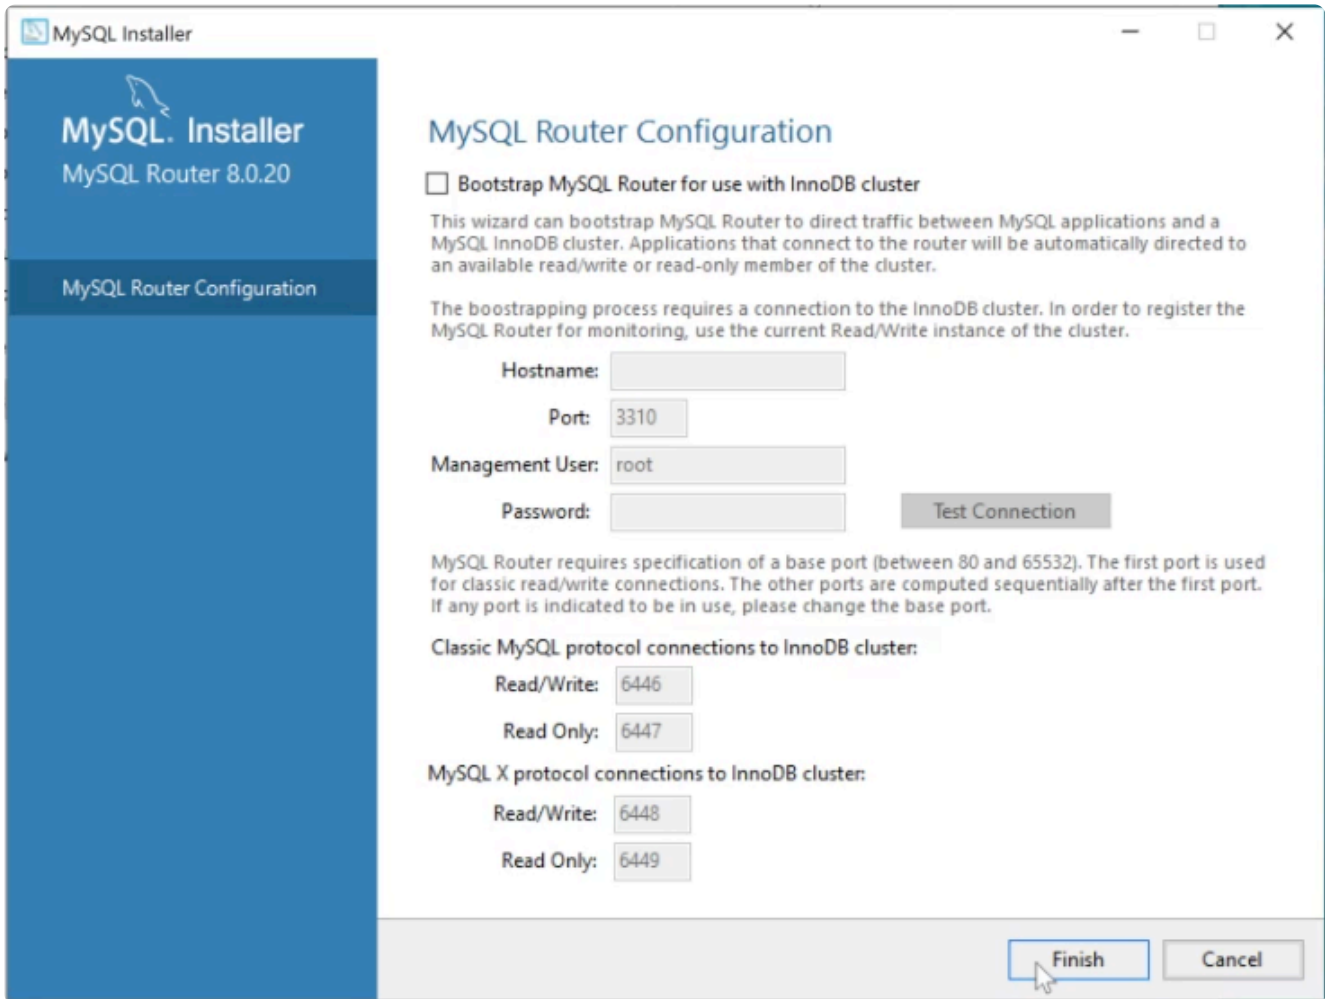 MySQL Installer
MySQL. Installer
MySQL Router 8.0.20
MySQL Router Configuration
MySQL Router Configuration
Bootstrap MySQL Router for use with InnoDB cluster
This wizard can bootstrap MySQL Router to direct traffic between MySQL applications and a
MySQL InnoDB cluster. Applications that connect to the router will be automatically directed to
an available read/write or read-only member of the cluster.
The boostrapping process requires a connection to the InnoDB cluster. In order to register the
MySQL Router for monitoring, use the current Read/Write instance of the cluster.
Hostname:
Port: 3310
Management User: root
Password: Test Connection
MySQL Router requires specification of a base port (between 80 and 65532). The first port is used
for classic read/write connections. The other ports are computed sequentially after the first port.
If any port is indicated to be in use, please change the base port.
Classic MySQL protocol connections to InnoDB cluster:
Read/Write: 6446
Read Only: 6447
MySQL X protocol connections to InnoDB cluster:
Read/Write: 6448
Read Only: 6449
Finish Cancel